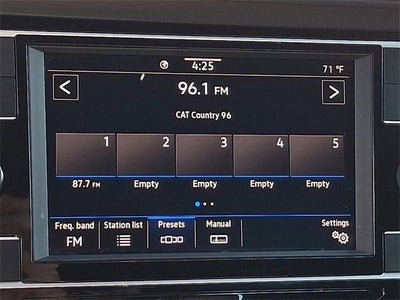 4:25
71 °F
96.1 FM
CAT Country 96
1 2 3 4 5
87.7 FM Empty Empty Empty Empty
Freq. band Station list Presets Manual Settings
FM